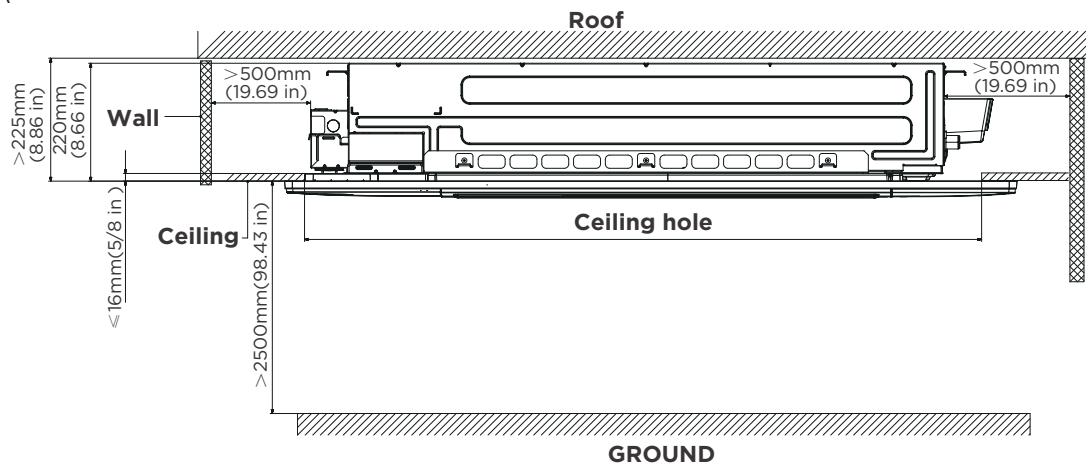 Roof
>500mm
(19.69 in)
>500mm
(19.69 in)
>225mm
(8.86 in)
220mm
(8.66 in)
Wall
Ceiling
Ceiling hole
⩽16mm(5/8 in)
>2500mm(98.43 in)
GROUND